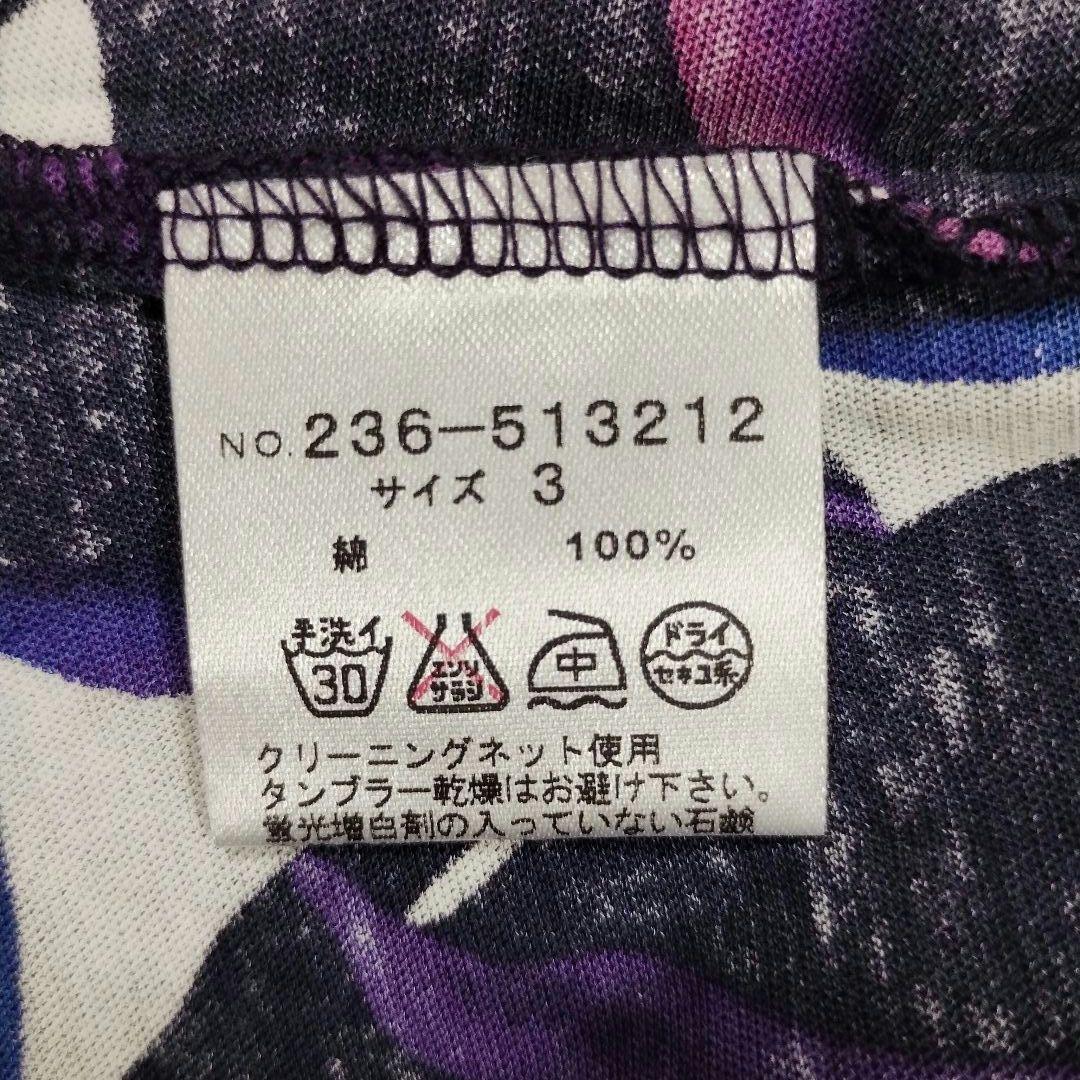 NO. 236-513212
サイズ 3
綿 100%
手洗イ 30 エンソ サラシ 中 ドライ セキユ系
クリーニングネット使用
タンブラー乾燥はお避け下さい。
蛍光増白剤の入っていない石鹸